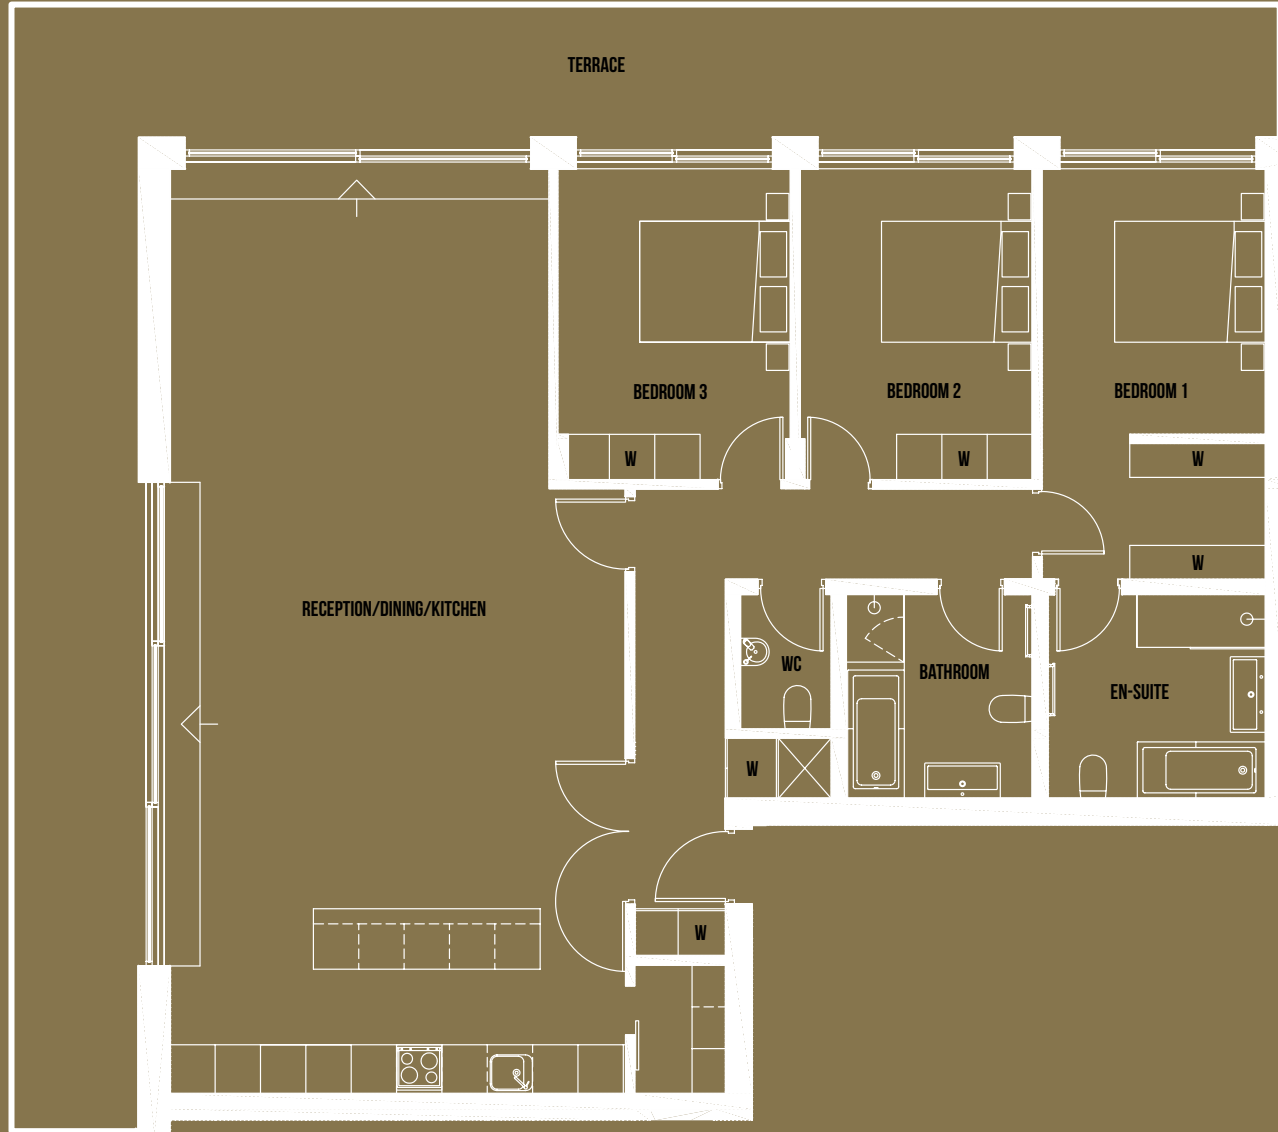 TERRACE
BEDROOM 3
BEDROOM 2
BEDROOM 1
W
W
W
W
RECEPTION/DINING/KITCHEN
WC
BATHROOM
EN-SUITE
W
W